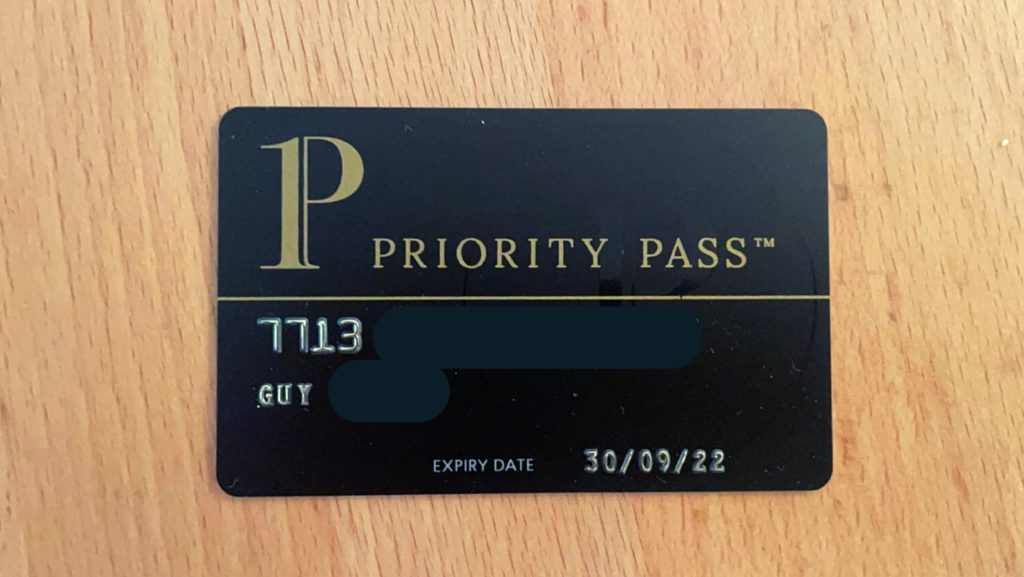 P
PRIORITY PASS™
7713
GUY
EXPIRY DATE 30/09/22